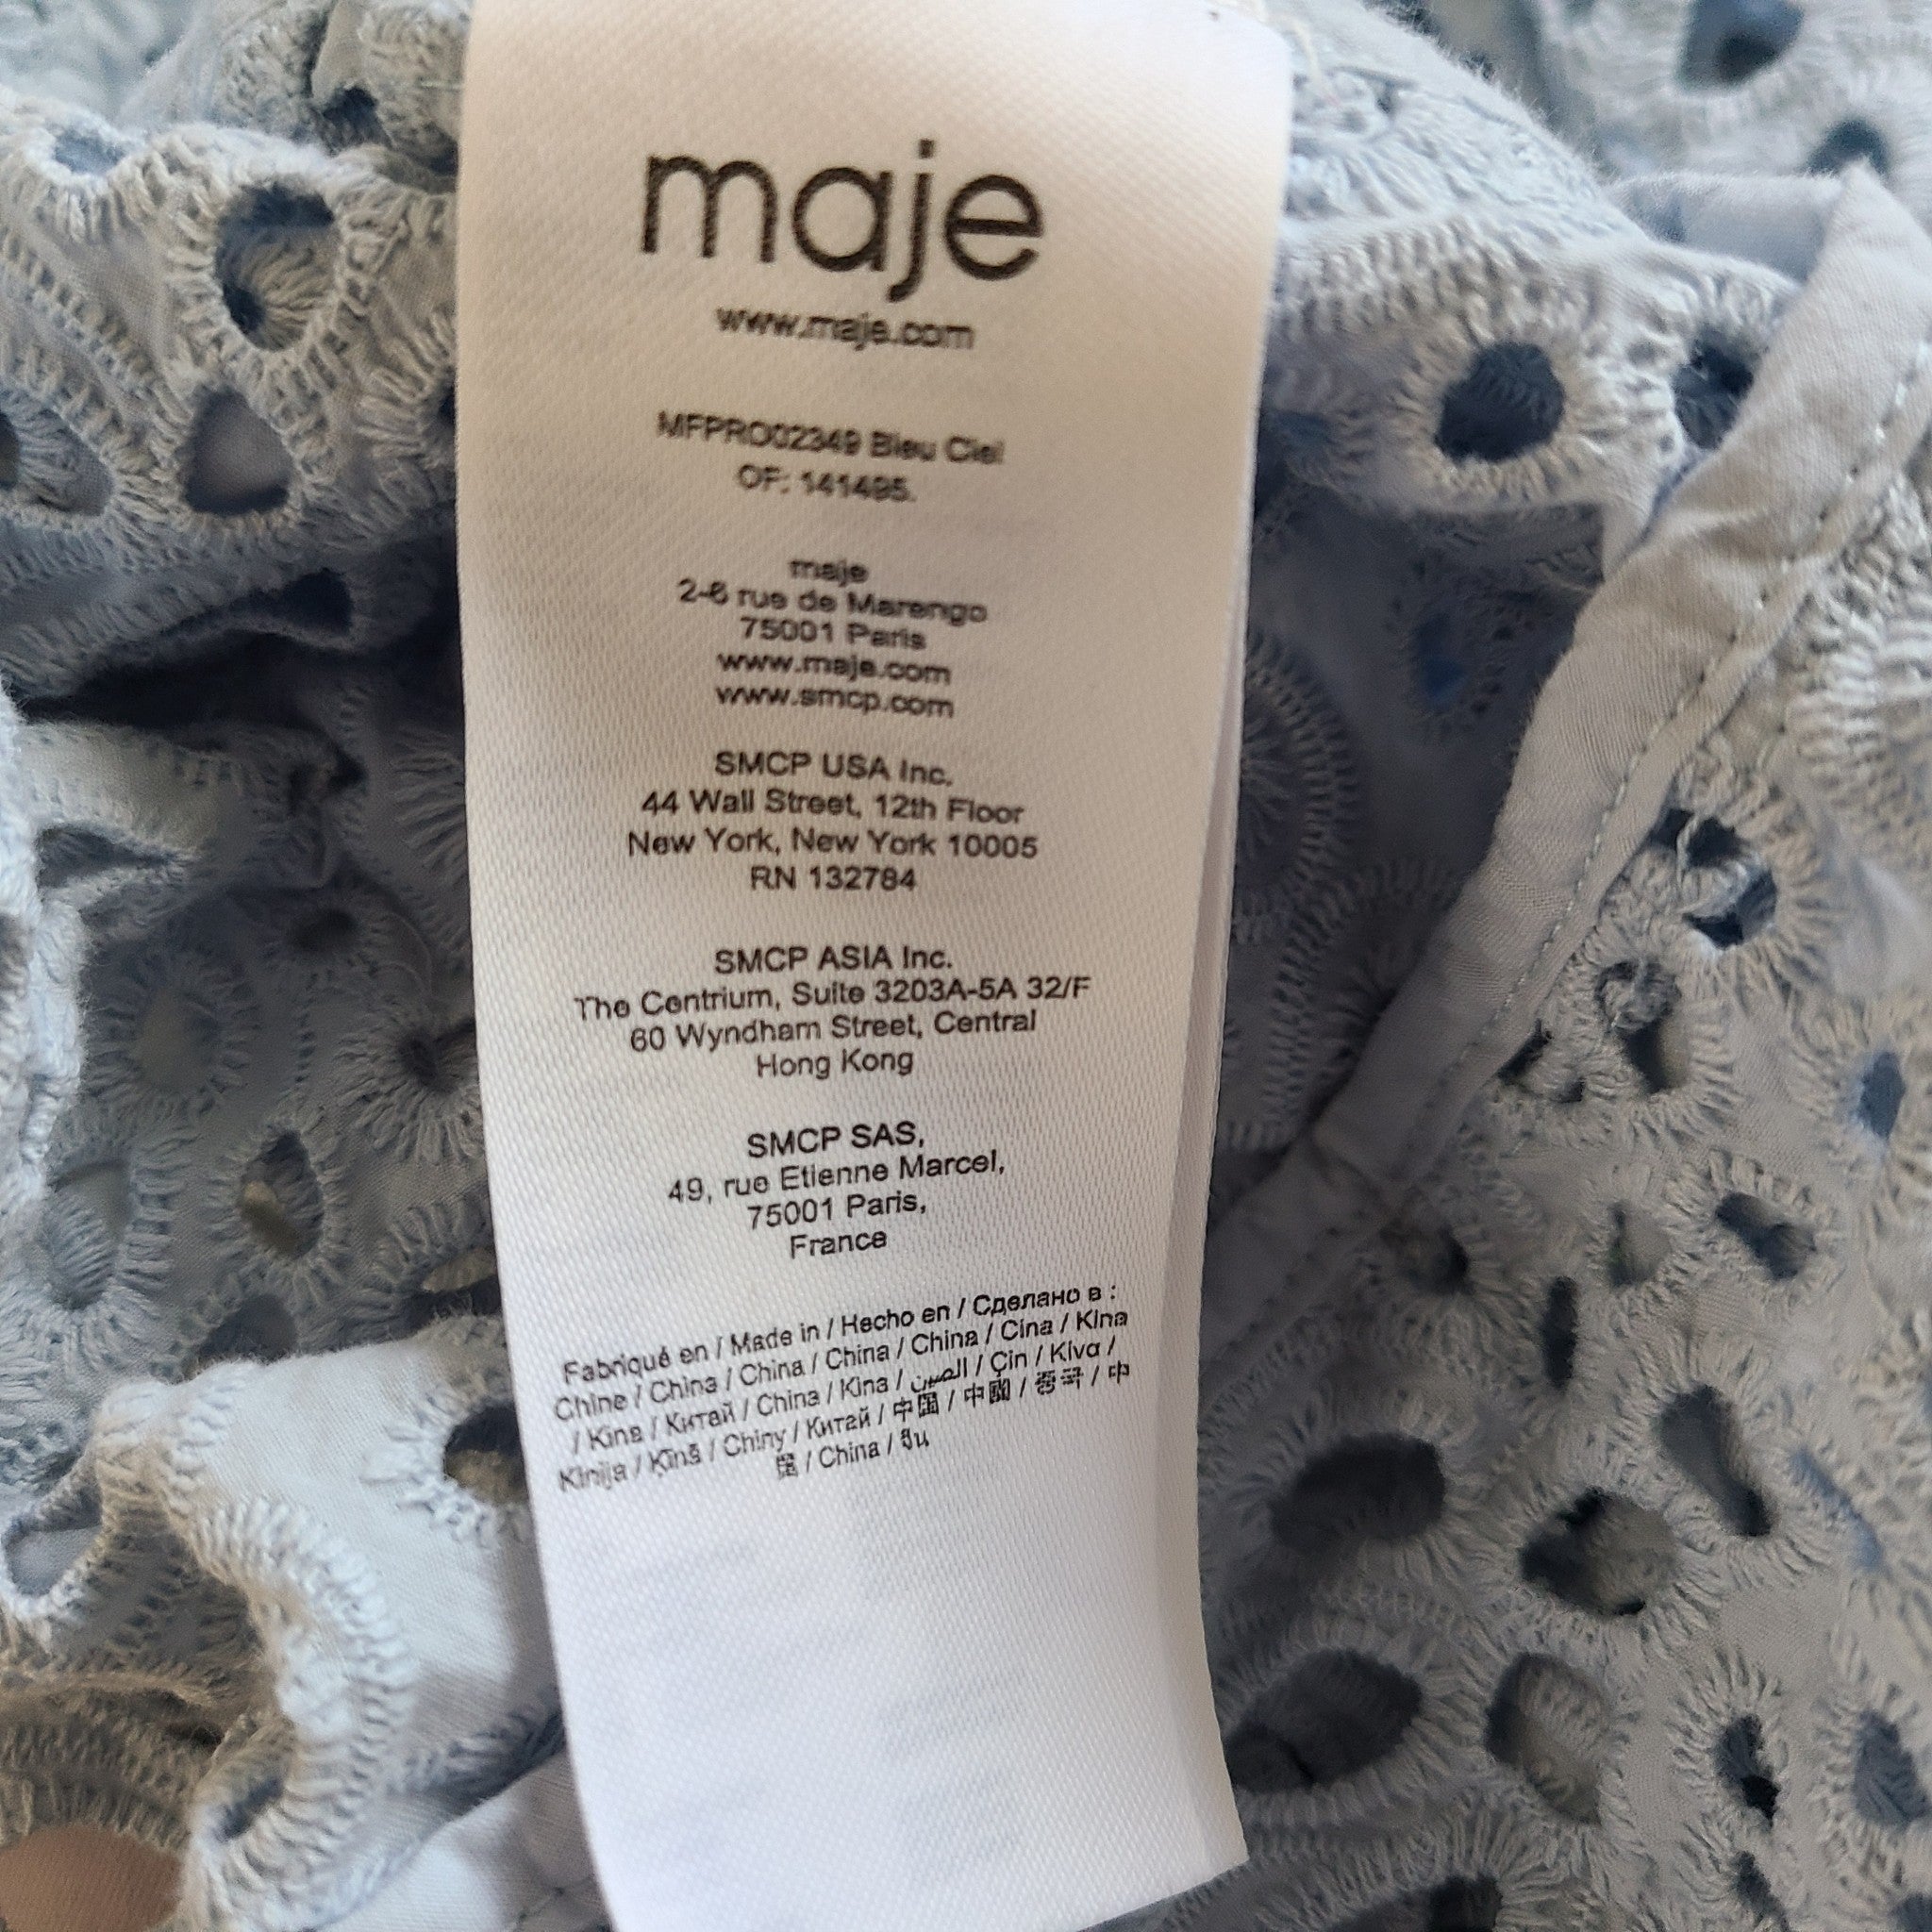 maje
www.maje.com
MFPRO02349 Bleu Ciel
OF: 141495.
maje
2-6 rue de Marengo
75001 Paris
www.maje.com
www.smcp.com
SMCP USA Inc.
44 Wall Street, 12th Floor
New York, New York 10005
RN 132784
SMCP ASIA Inc.
The Centrium, Suite 3203A-5A 32/F
60 Wyndham Street, Central
Hong Kong
SMCP SAS,
49, rue Etienne Marcel,
75001 Paris,
France
Fabriqué en / Made in / Hecho en / Сделано в :
Chine / China / China / China / China / Cina / Kina
/ Kina / Китай / China / Kina / الصين / Çin / Κίνα /
Kinija / Ķīnā / Chiny / Китай / 中国 / 中國 / 중국 / 中
国 / China / จีน